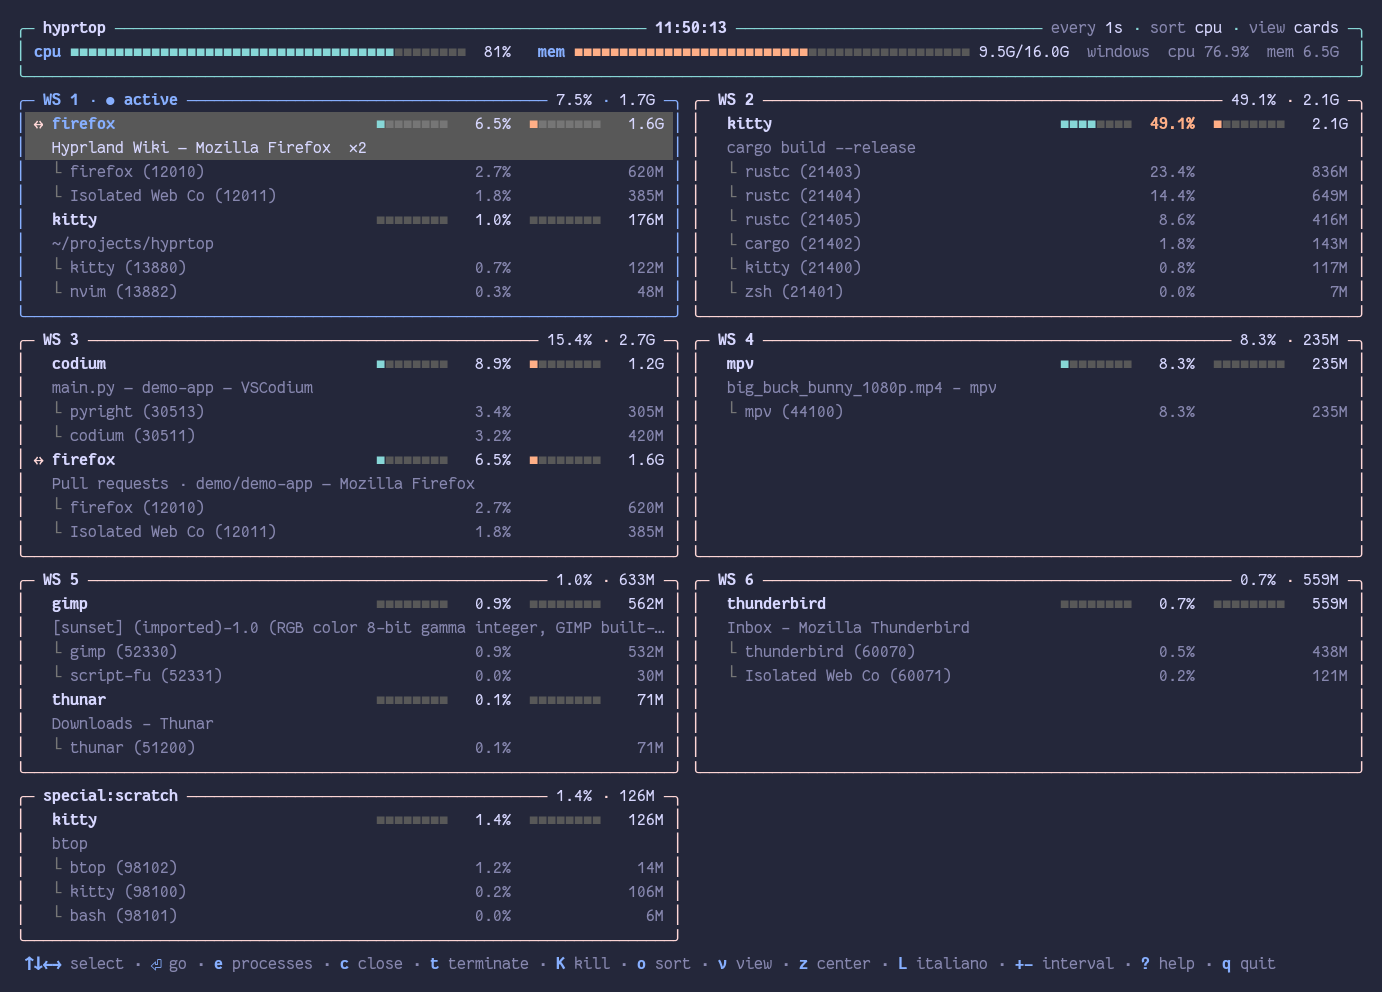 hyprtop 11:50:13 every 1s · sort cpu · view cards
cpu 81% mem 9.5G/16.0G windows cpu 76.9% mem 6.5G
WS 1 · ● active 7.5% · 1.7G
↔ firefox 6.5% 1.6G
Hyprland Wiki — Mozilla Firefox ×2
└ firefox (12010) 2.7% 620M
└ Isolated Web Co (12011) 1.8% 385M
kitty 1.0% 176M
~/projects/hyprtop
└ kitty (13880) 0.7% 122M
└ nvim (13882) 0.3% 48M
WS 2 49.1% · 2.1G
kitty 49.1% 2.1G
cargo build --release
└ rustc (21403) 23.4% 836M
└ rustc (21404) 14.4% 649M
└ rustc (21405) 8.6% 416M
└ cargo (21402) 1.8% 143M
└ kitty (21400) 0.8% 117M
└ zsh (21401) 0.0% 7M
WS 3 15.4% · 2.7G
codium 8.9% 1.2G
main.py — demo-app — VSCodium
└ pyright (30513) 3.4% 305M
└ codium (30511) 3.2% 420M
↔ firefox 6.5% 1.6G
Pull requests · demo/demo-app — Mozilla Firefox
└ firefox (12010) 2.7% 620M
└ Isolated Web Co (12011) 1.8% 385M
WS 4 8.3% · 235M
mpv 8.3% 235M
big_buck_bunny_1080p.mp4 - mpv
└ mpv (44100) 8.3% 235M
WS 5 1.0% · 633M
gimp 0.9% 562M
[sunset] (imported)-1.0 (RGB color 8-bit gamma integer, GIMP built-…
└ gimp (52330) 0.9% 532M
└ script-fu (52331) 0.0% 30M
thunar 0.1% 71M
Downloads - Thunar
└ thunar (51200) 0.1% 71M
WS 6 0.7% · 559M
thunderbird 0.7% 559M
Inbox - Mozilla Thunderbird
└ thunderbird (60070) 0.5% 438M
└ Isolated Web Co (60071) 0.2% 121M
special:scratch 1.4% · 126M
kitty 1.4% 126M
btop
└ btop (98102) 1.2% 14M
└ kitty (98100) 0.2% 106M
└ bash (98101) 0.0% 6M
↑↓←→ select · ⏎ go · e processes · c close · t terminate · K kill · o sort · v view · z center · L italiano · +- interval · ? help · q quit